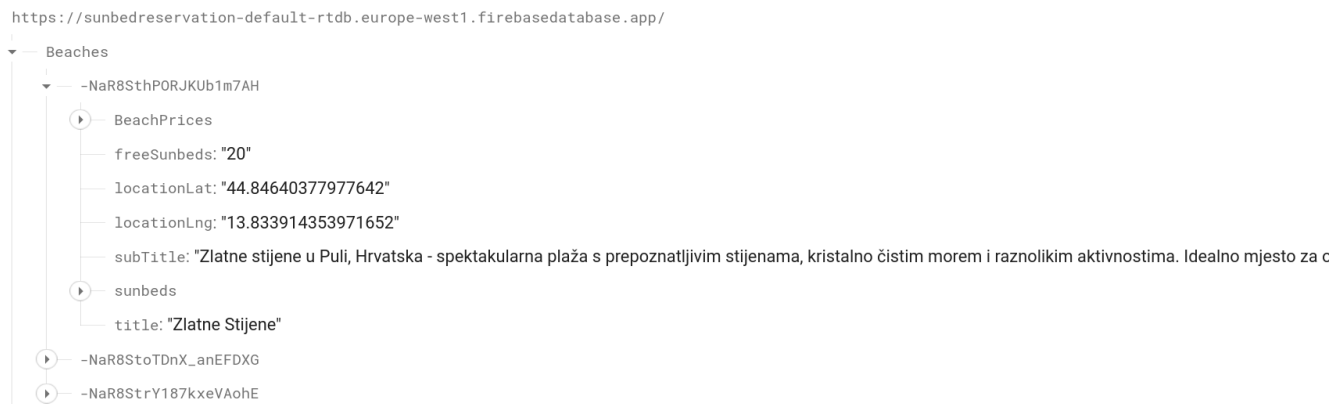 https://sunbedreservation-default-rtdb.europe-west1.firebasedatabase.app/
Beaches
-NaR8SthPORJKUb1m7AH
BeachPrices
freeSunbeds: "20"
locationLat: "44.84640377977642"
locationLng: "13.833914353971652"
subTitle: "Zlatne stijene u Puli, Hrvatska - spektakularna plaža s prepoznatljivim stijenama, kristalno čistim morem i raznolikim aktivnostima. Idealno mjesto za
sunbeds
title: "Zlatne Stijene"
-NaR8StoTDnX_anEFDXG
-NaR8StrY187kxeVAohE